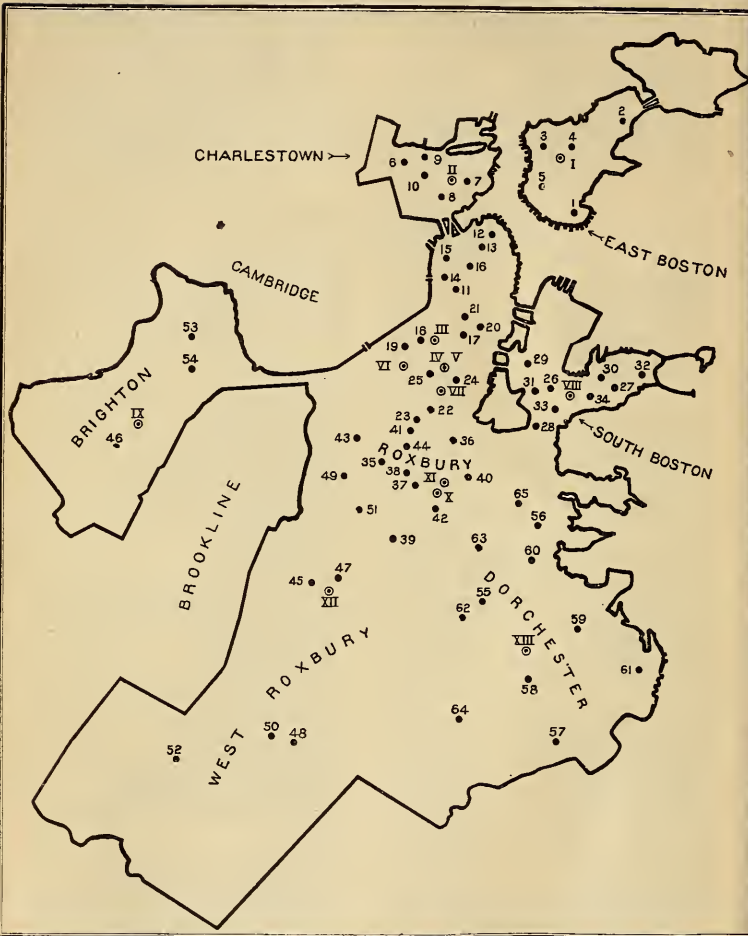 2
3
4
I
5
1
CHARLESTOWN
6
9
10
II
7
8
EAST BOSTON
12
13
15
16
14
11
CAMBRIDGE
21
20
18
III
17
19
VI
IV
V
25
24
VII
22
23
41
53
54
BRIGHTON
IX
46
29
31
26
VIII
30
32
27
34
33
28
SOUTH BOSTON
43
44
36
ROXBURY
35
38
XI
40
49
37
X
42
51
39
BROOKLINE
65
56
63
60
45
47
XII
55
62
DORCHESTER
59
XIII
61
58
WEST ROXBURY
64
57
50
48
52